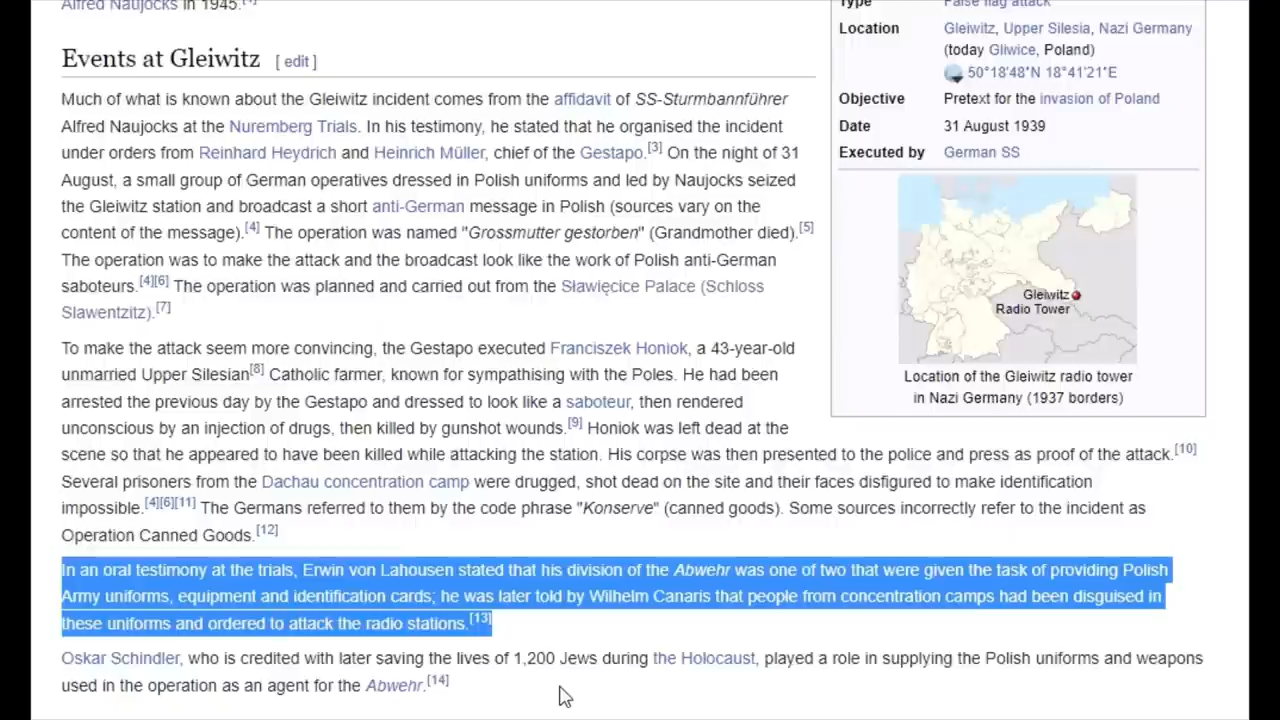 Alfred Naujocks in 1945.
Events at Gleiwitz [ edit ]
Much of what is known about the Gleiwitz incident comes from the affidavit of SS-Sturmbannführer
Alfred Naujocks at the Nuremberg Trials. In his testimony, he stated that he organised the incident
under orders from Reinhard Heydrich and Heinrich Müller, chief of the Gestapo.[3] On the night of 31
August, a small group of German operatives dressed in Polish uniforms and led by Naujocks seized
the Gleiwitz station and broadcast a short anti-German message in Polish (sources vary on the
content of the message).[4] The operation was named "Grossmutter gestorben" (Grandmother died).[5]
The operation was to make the attack and the broadcast look like the work of Polish anti-German
saboteurs.[4][6] The operation was planned and carried out from the Sławięcice Palace (Schloss
Slawentzitz).[7]
To make the attack seem more convincing, the Gestapo executed Franciszek Honiok, a 43-year-old
unmarried Upper Silesian[8] Catholic farmer, known for sympathising with the Poles. He had been
arrested the previous day by the Gestapo and dressed to look like a saboteur, then rendered
unconscious by an injection of drugs, then killed by gunshot wounds.[9] Honiok was left dead at the
scene so that he appeared to have been killed while attacking the station. His corpse was then presented to the police and press as proof of the attack.[10]
Several prisoners from the Dachau concentration camp were drugged, shot dead on the site and their faces disfigured to make identification
impossible.[4][6][11] The Germans referred to them by the code phrase "Konserve" (canned goods). Some sources incorrectly refer to the incident as
Operation Canned Goods.[12]
In an oral testimony at the trials, Erwin von Lahousen stated that his division of the Abwehr was one of two that were given the task of providing Polish
Army uniforms, equipment and identification cards; he was later told by Wilhelm Canaris that people from concentration camps had been disguised in
these uniforms and ordered to attack the radio stations.[13]
Oskar Schindler, who is credited with later saving the lives of 1,200 Jews during the Holocaust, played a role in supplying the Polish uniforms and weapons
used in the operation as an agent for the Abwehr.[14]
Type False flag attack
Location Gleiwitz, Upper Silesia, Nazi Germany
(today Gliwice, Poland)
50°18′48″N 18°41′21″E
Objective Pretext for the invasion of Poland
Date 31 August 1939
Executed by German SS
Gleiwitz
Radio Tower
Location of the Gleiwitz radio tower
in Nazi Germany (1937 borders)